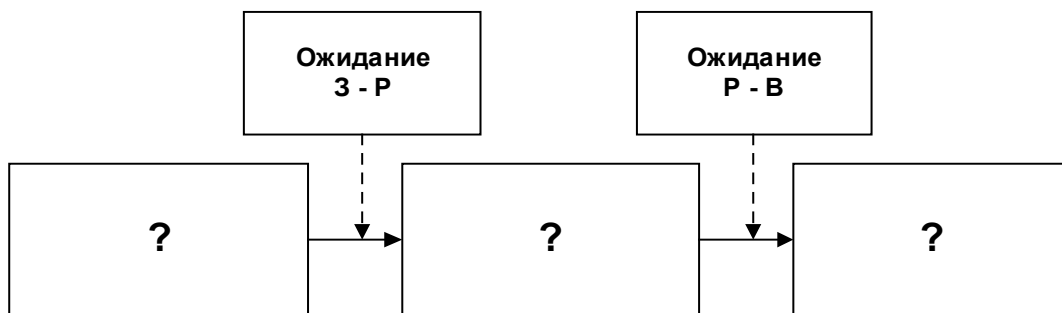 Ожидание
З - Р
Ожидание
Р - В
?
?
?